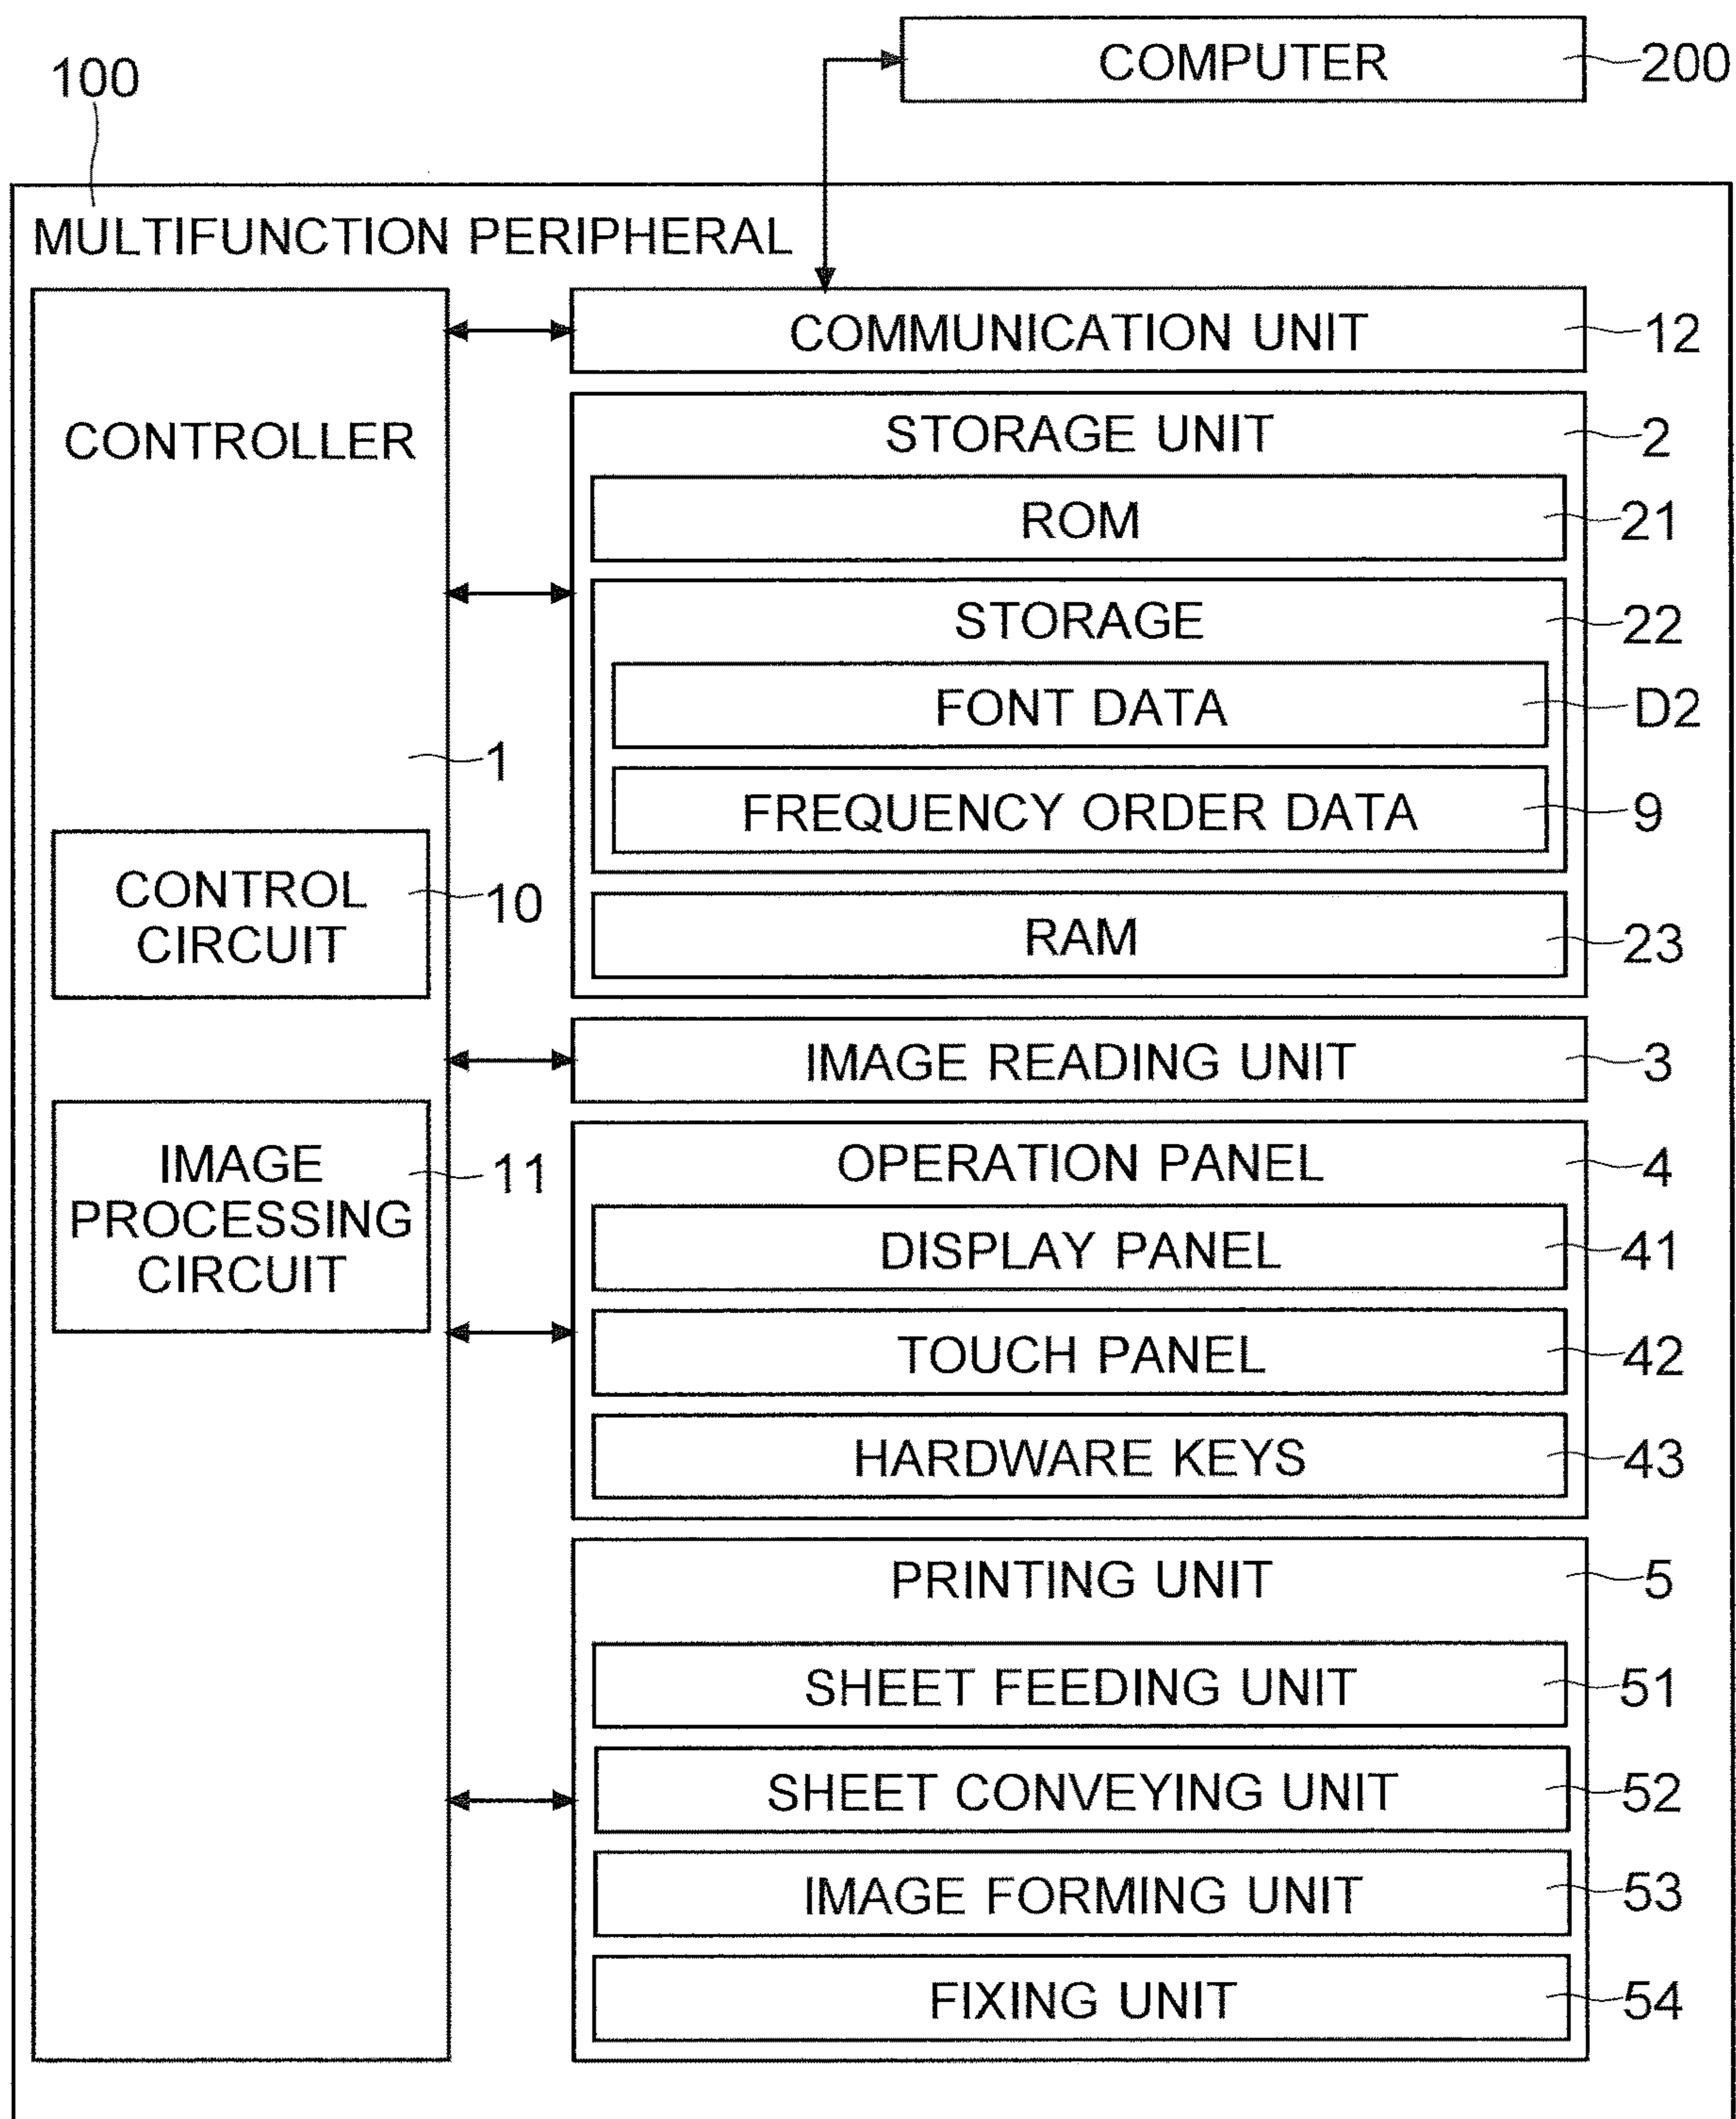 COMPUTER 200
100
MULTIFUNCTION PERIPHERAL
COMMUNICATION UNIT 12
CONTROLLER
1
CONTROL
CIRCUIT
10
IMAGE
PROCESSING
CIRCUIT
11
STORAGE UNIT 2
ROM 21
STORAGE 22
FONT DATA D2
FREQUENCY ORDER DATA 9
RAM 23
IMAGE READING UNIT 3
OPERATION PANEL 4
DISPLAY PANEL 41
TOUCH PANEL 42
HARDWARE KEYS 43
PRINTING UNIT 5
SHEET FEEDING UNIT 51
SHEET CONVEYING UNIT 52
IMAGE FORMING UNIT 53
FIXING UNIT 54